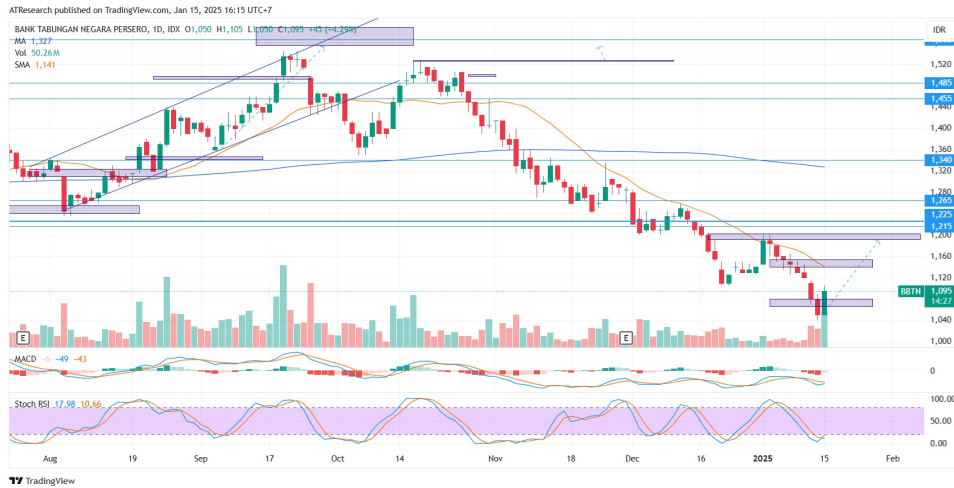 ATResearch published on TradingView.com, Jan 15, 2025 16:15 UTC+7
BANK TABUNGAN NEGARA PERSERO, 1D, IDX O1,050 H1,105 L1,050 C1,095 +45 (+4.29%)
IDR
MA 1,327
Vol 50.26M
SMA 1,141
1,520
1,485
1,455
1,440
1,400
1,360
1,340
1,320
1,280
1,265
1,225
1,215
1,200
1,160
1,120
BBTN 1,095
14:27
1,040
1,000
E E
MACD -6 -49 -43
0
Stoch RSI 17.98 10.66
100.00
50.00
0.00
Aug 19 Sep 17 Oct 14 Nov 18 Dec 16 2025 15 Feb
TradingView